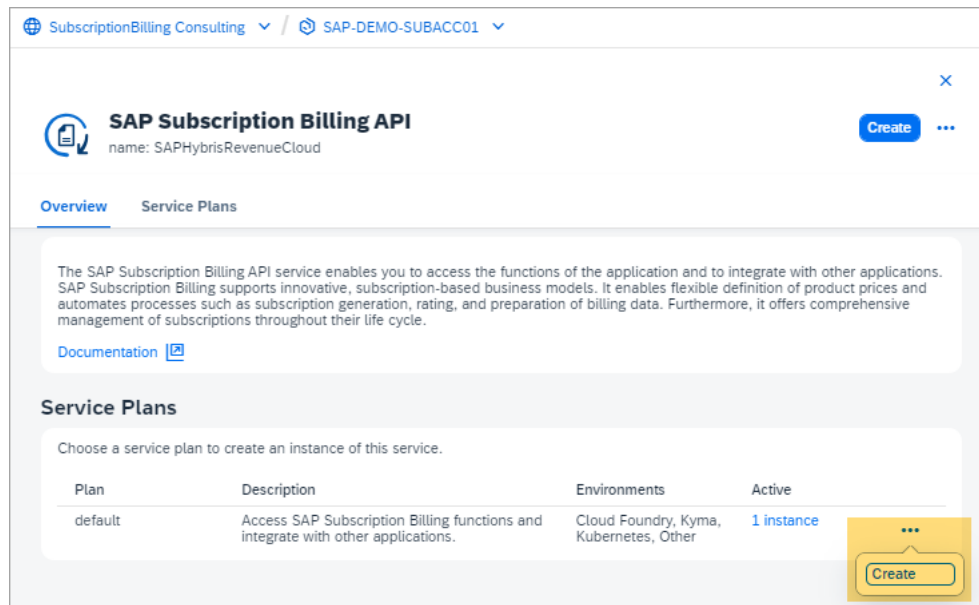 SubscriptionBilling Consulting / SAP-DEMO-SUBACC01
SAP Subscription Billing API
name: SAPHybrisRevenueCloud
Create
Overview Service Plans
The SAP Subscription Billing API service enables you to access the functions of the application and to integrate with other applications.
SAP Subscription Billing supports innovative, subscription-based business models. It enables flexible definition of product prices and
automates processes such as subscription generation, rating, and preparation of billing data. Furthermore, it offers comprehensive
management of subscriptions throughout their life cycle.
Documentation
Service Plans
Choose a service plan to create an instance of this service.
Plan Description Environments Active
default Access SAP Subscription Billing functions and Cloud Foundry, Kyma, 1 instance
integrate with other applications. Kubernetes, Other
Create